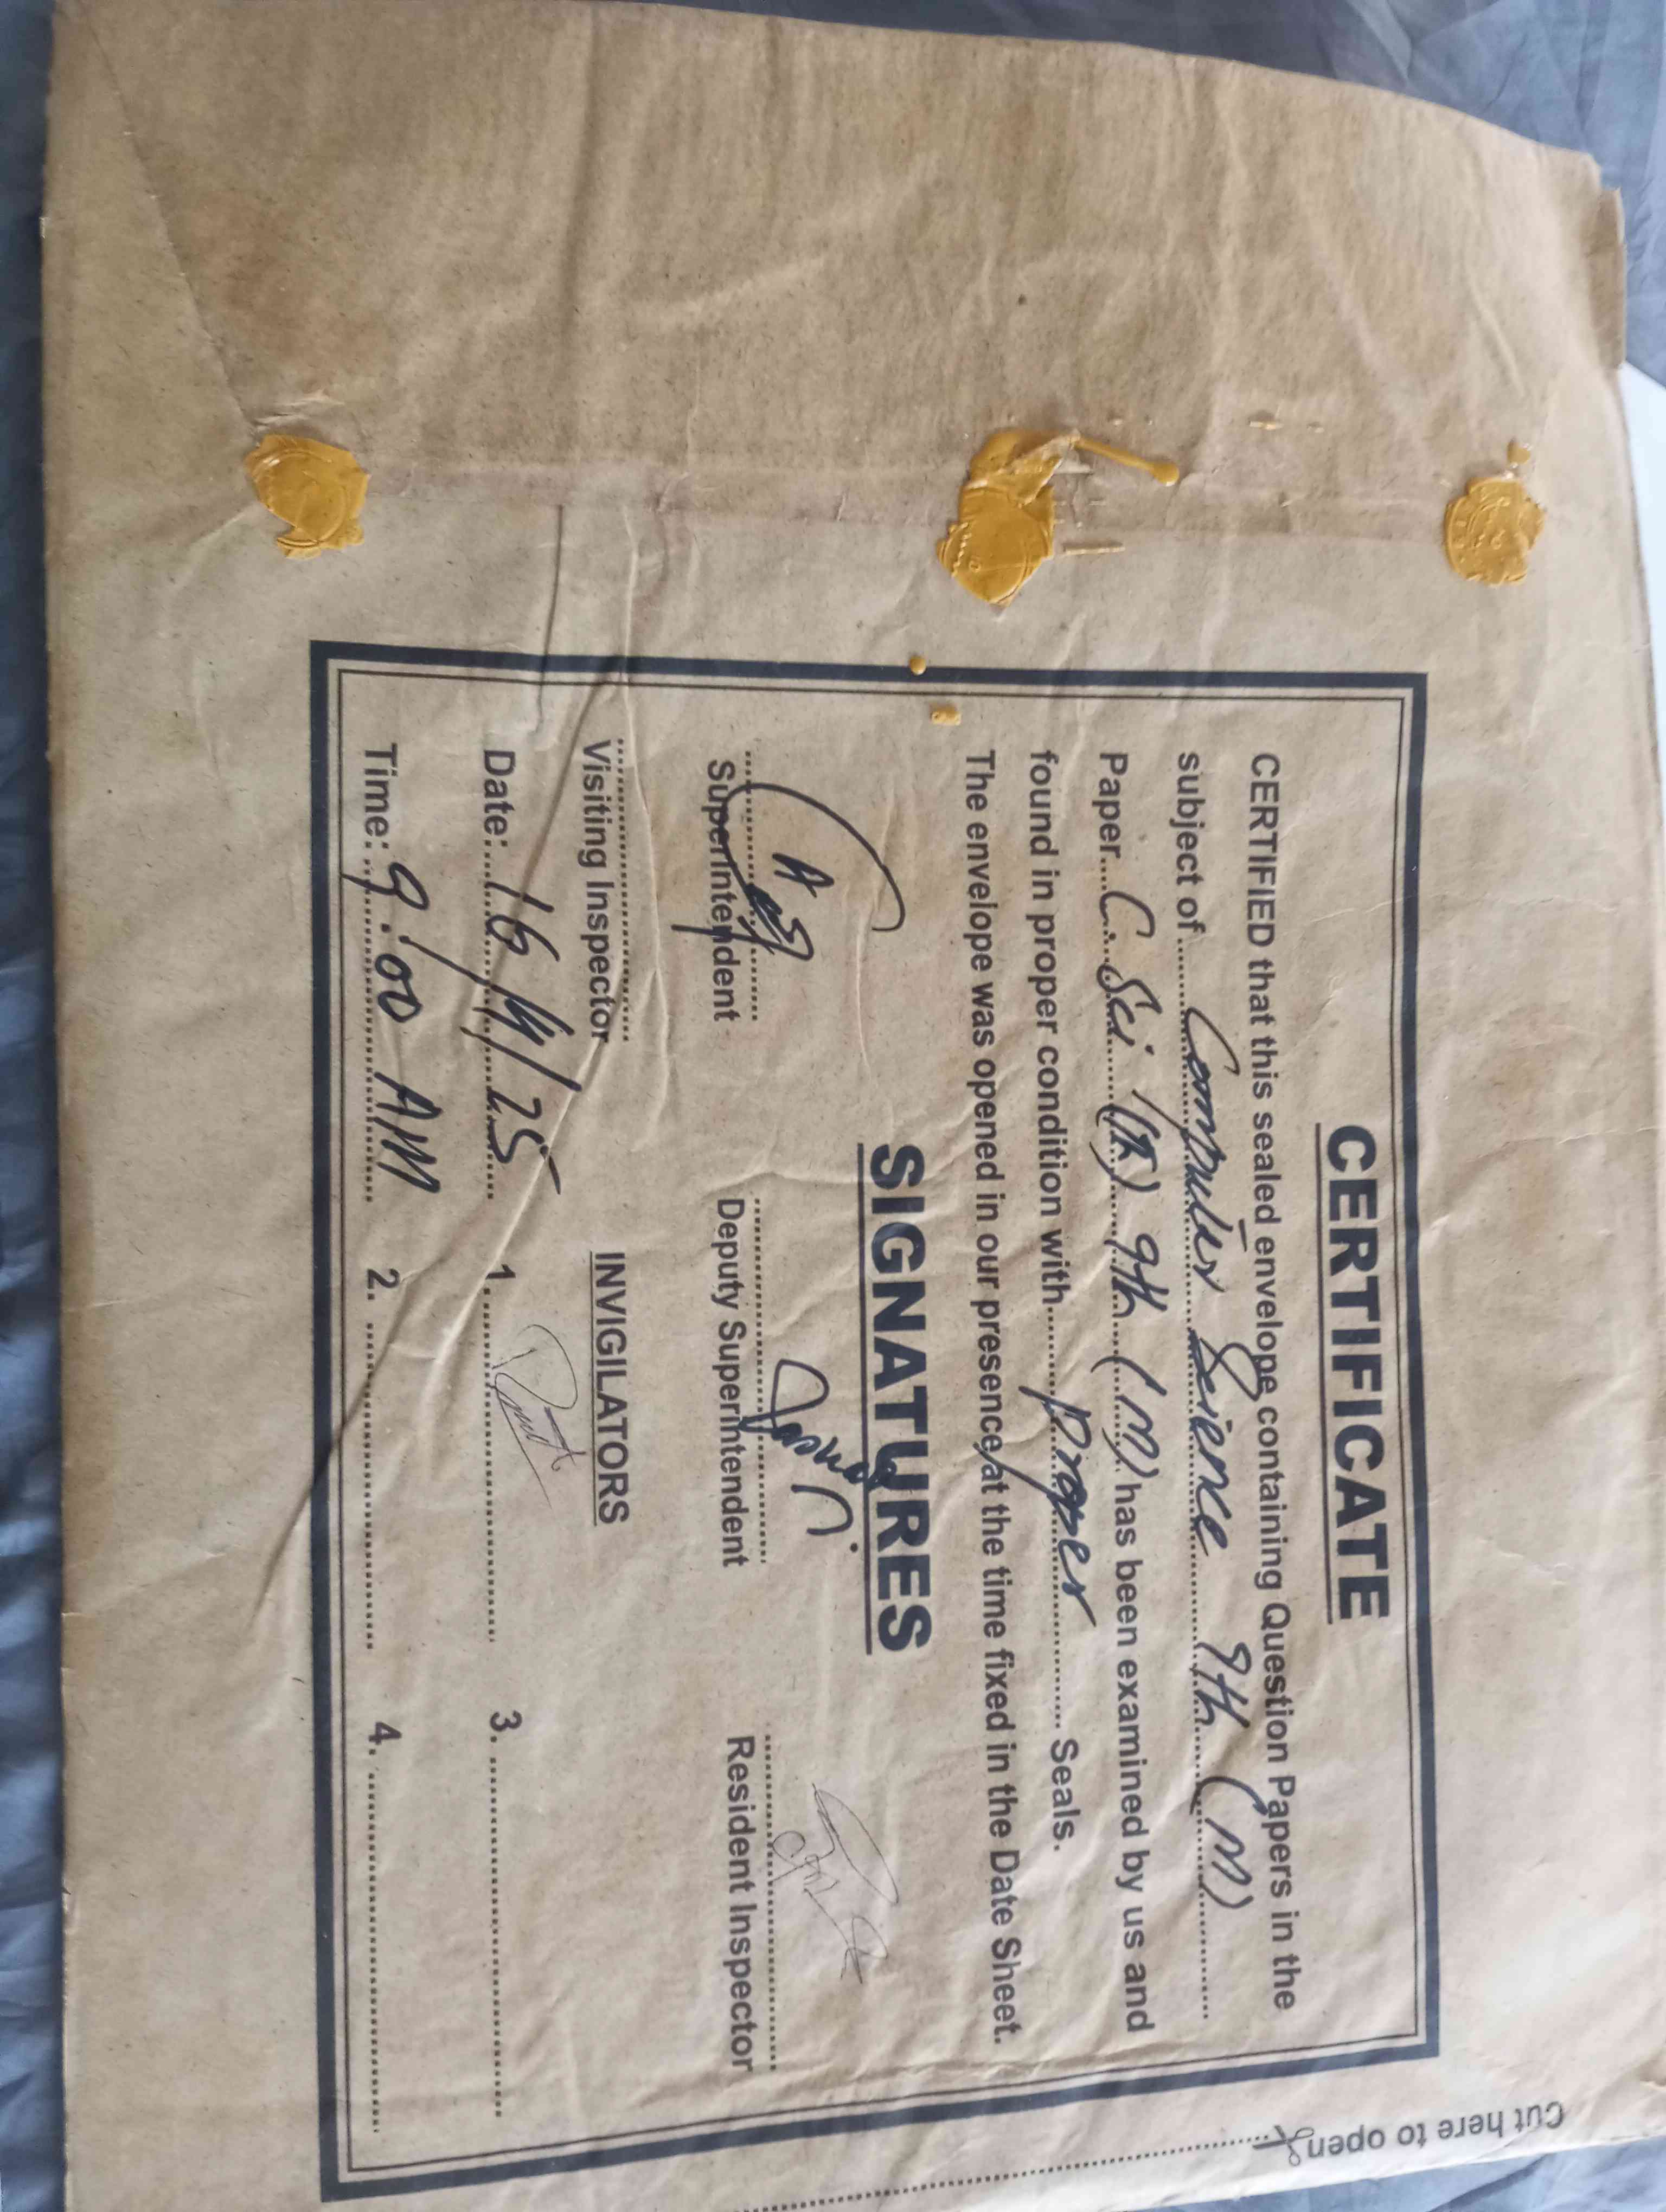 CERTIFICATE
CERTIFIED that this sealed envelope containing Question Papers in the
subject of Computer Science 9th (M)
Paper C. Sci 9th (M) has been examined by us and
found in proper condition with proper Seals.
The envelope was opened in our presence at the time fixed in the Date Sheet.
SIGNATURES
Superintendent Deputy Superintendent Resident Inspector
Visiting Inspector INVIGILATORS
Date: 16/ /25 1. 3.
Time: 9:00 AM 2. 4.
Cut here to open